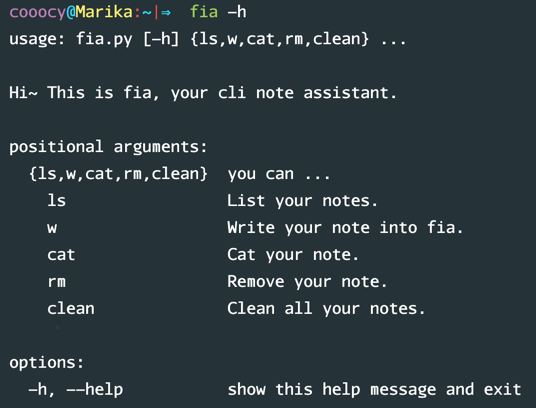 cooocy@Marika:~|⇒  fia -h
usage: fia.py [-h] {ls,w,cat,rm,clean} ...
Hi~ This is fia, your cli note assistant.
positional arguments:
  {ls,w,cat,rm,clean}  you can ...
    ls                 List your notes.
    w                  Write your note into fia.
    cat                Cat your note.
    rm                 Remove your note.
    clean              Clean all your notes.
options:
  -h, --help           show this help message and exit